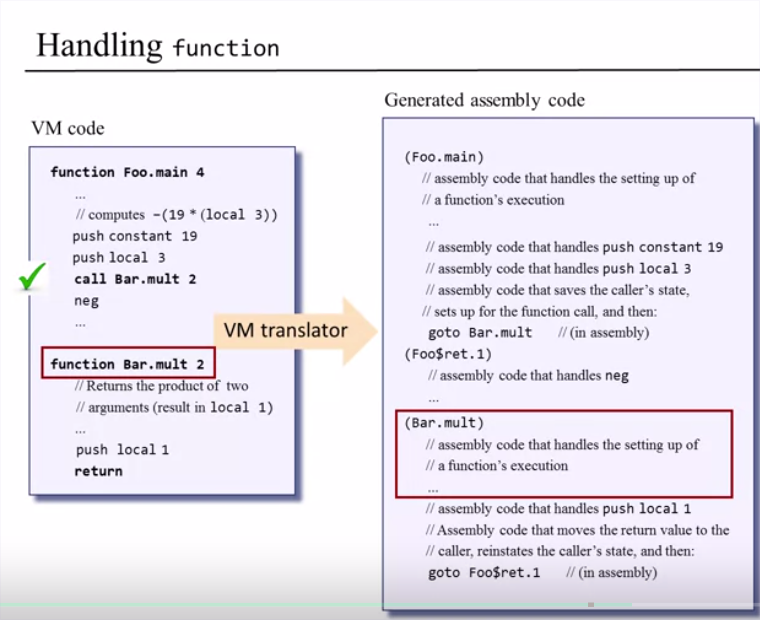 Handling function
VM code
function Foo.main 4
...
// computes -(19 * (local 3))
push constant 19
push local 3
call Bar.mult 2
neg
...
function Bar.mult 2
// Returns the product of two
// arguments (result in local 1)
...
push local 1
return
VM translator
Generated assembly code
(Foo.main)
// assembly code that handles the setting up of
// a function's execution
...
// assembly code that handles push constant 19
// assembly code that handles push local 3
// assembly code that saves the caller's state,
// sets up for the function call, and then:
goto Bar.mult // (in assembly)
(Foo$ret.1)
// assembly code that handles neg
...
(Bar.mult)
// assembly code that handles the setting up of
// a function's execution
...
// assembly code that handles push local 1
// Assembly code that moves the return value to the
// caller, reinstates the caller's state, and then:
goto Foo$ret.1 // (in assembly)